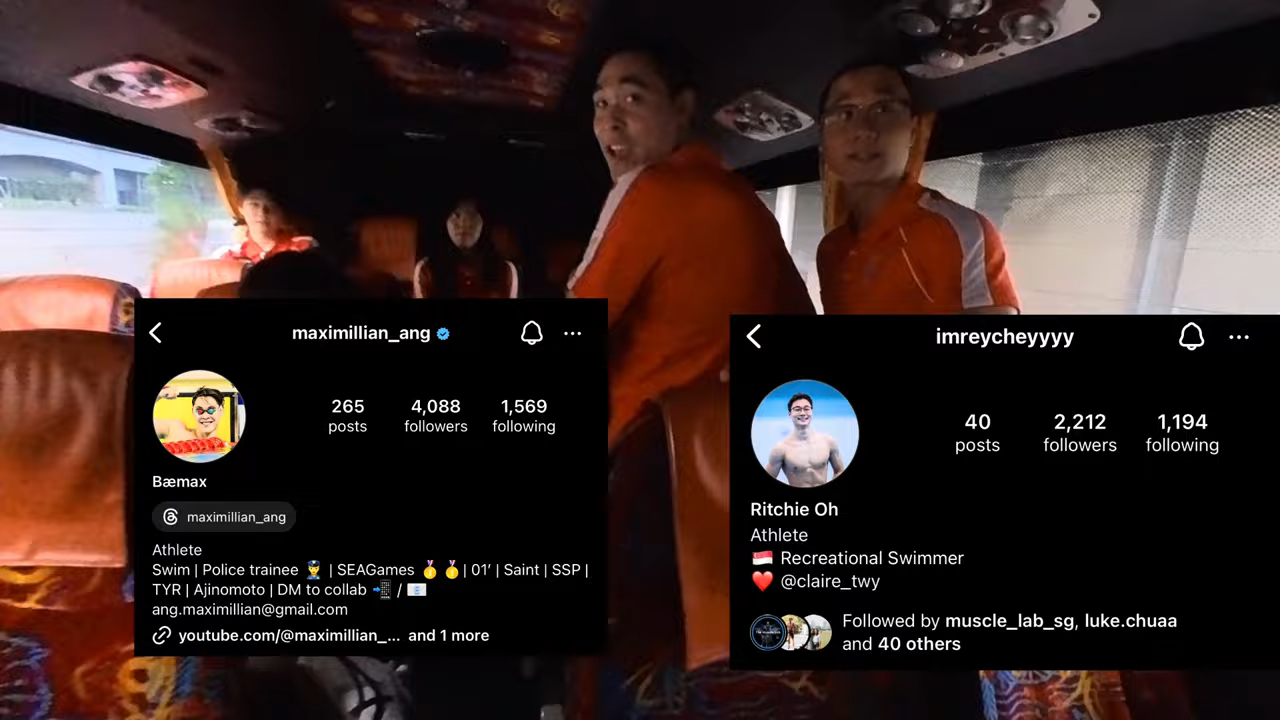 maximillian_ang
265 4,088 1,569
posts followers following
Bæmax
maximillian_ang
Athlete
Swim | Police trainee 👮 | SEAGames 🥇 🥇 | 01’ | Saint | SSP |
TYR | Ajinomoto | DM to collab 📲 / 📧
ang.maximillian@gmail.com
youtube.com/@maximillian_... and 1 more
imreycheyyyy
40 2,212 1,194
posts followers following
Ritchie Oh
Athlete
🇸🇬 Recreational Swimmer
❤️ @claire_twy
Followed by muscle_lab_sg, luke.chuaa
and 40 others